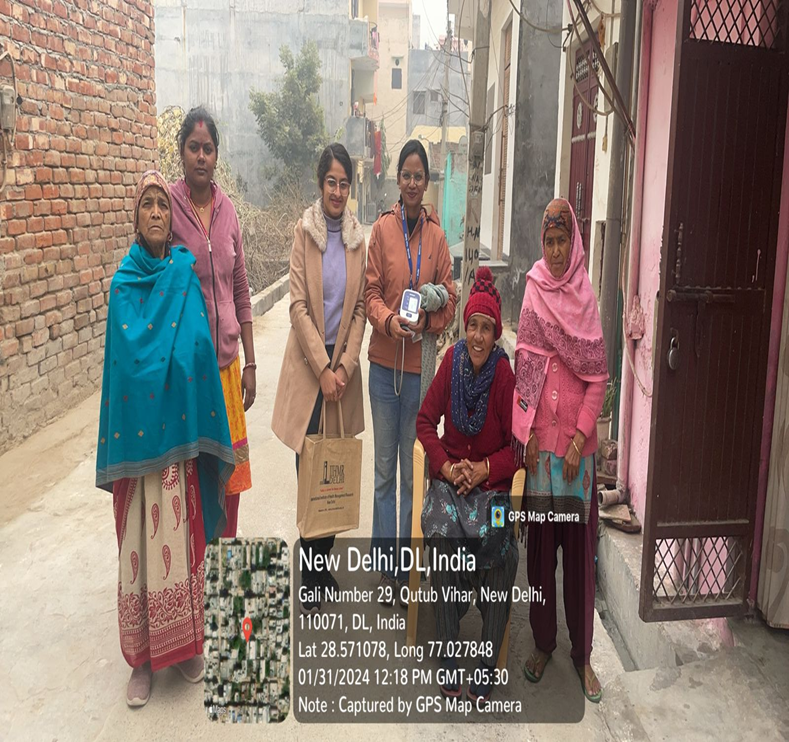 IIHMR
DELHI
GPS Map Camera
New Delhi,DL,India
Gali Number 29, Qutub Vihar, New Delhi,
110071, DL, India
Lat 28.571078, Long 77.027848
01/31/2024 12:18 PM GMT+05:30
Note : Captured by GPS Map Camera